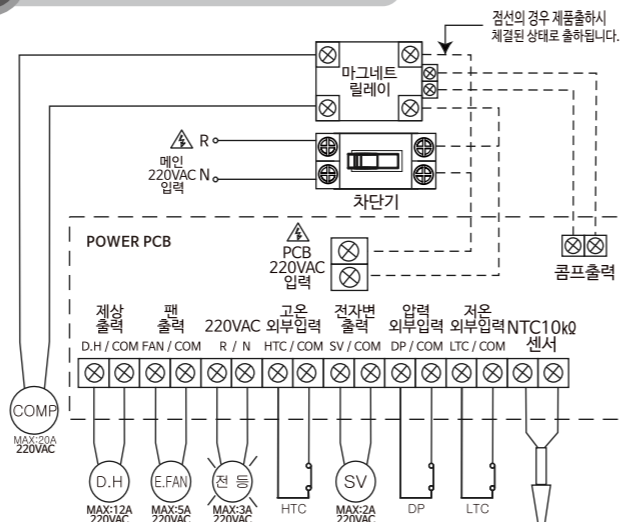 점선의 경우 제품출하시
체결된 상태로 출하됩니다.
마그네트
릴레이
R
메인
220VAC
입력
N
차단기
POWER PCB
PCB
220VAC
입력
콤프출력
제상
출력
팬
출력
220VAC
고온
외부입력
전자변
출력
압력
외부입력
저온
외부입력
NTC10kΩ
센서
D.H / COM FAN / COM R / N HTC / COM SV / COM DP / COM LTC / COM
COMP
MAX:20A
220VAC
D.H
MAX:12A
220VAC
E.FAN
MAX:5A
220VAC
전 등
MAX:3A
220VAC
HTC
SV
MAX:2A
220VAC
DP
LTC